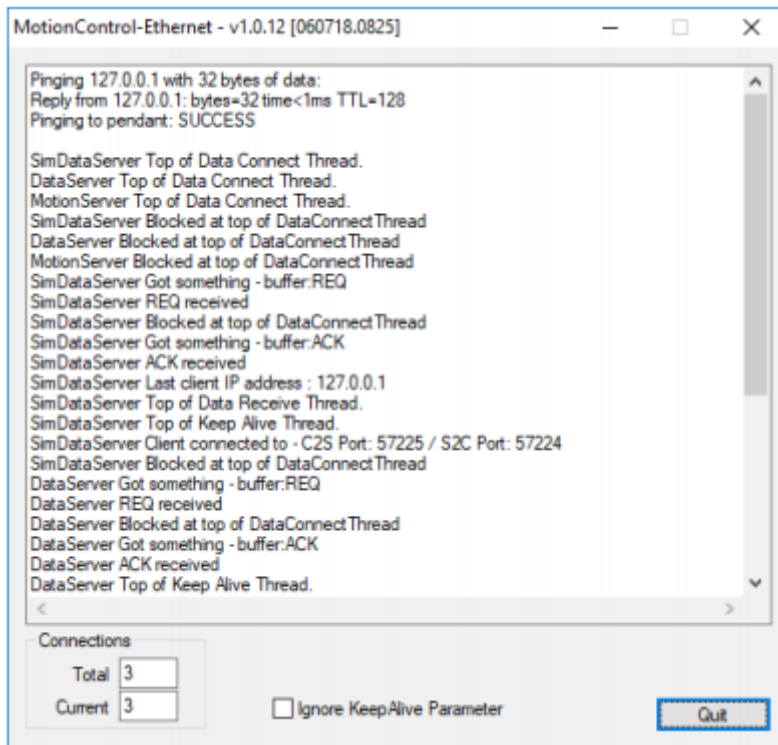 MotionControl-Ethernet - v1.0.12 [060718.0825]
Pinging 127.0.0.1 with 32 bytes of data:
Reply from 127.0.0.1: bytes=32 time<1ms TTL=128
Pinging to pendant: SUCCESS
SimDataServer Top of Data Connect Thread.
DataServer Top of Data Connect Thread.
MotionServer Top of Data Connect Thread.
SimDataServer Blocked at top of DataConnectThread
DataServer Blocked at top of DataConnectThread
MotionServer Blocked at top of DataConnectThread
SimDataServer Got something - buffer:REQ
SimDataServer REQ received
SimDataServer Blocked at top of DataConnectThread
SimDataServer Got something - buffer:ACK
SimDataServer ACK received
SimDataServer Last client IP address : 127.0.0.1
SimDataServer Top of Data Receive Thread.
SimDataServer Top of Keep Alive Thread.
SimDataServer Client connected to - C2S Port: 57225 / S2C Port: 57224
SimDataServer Blocked at top of DataConnectThread
DataServer Got something - buffer:REQ
DataServer REQ received
DataServer Blocked at top of DataConnectThread
DataServer Got something - buffer:ACK
DataServer ACK received
DataServer Top of Keep Alive Thread.
Connections
Total 3
Current 3
Ignore KeepAlive Parameter
Quit